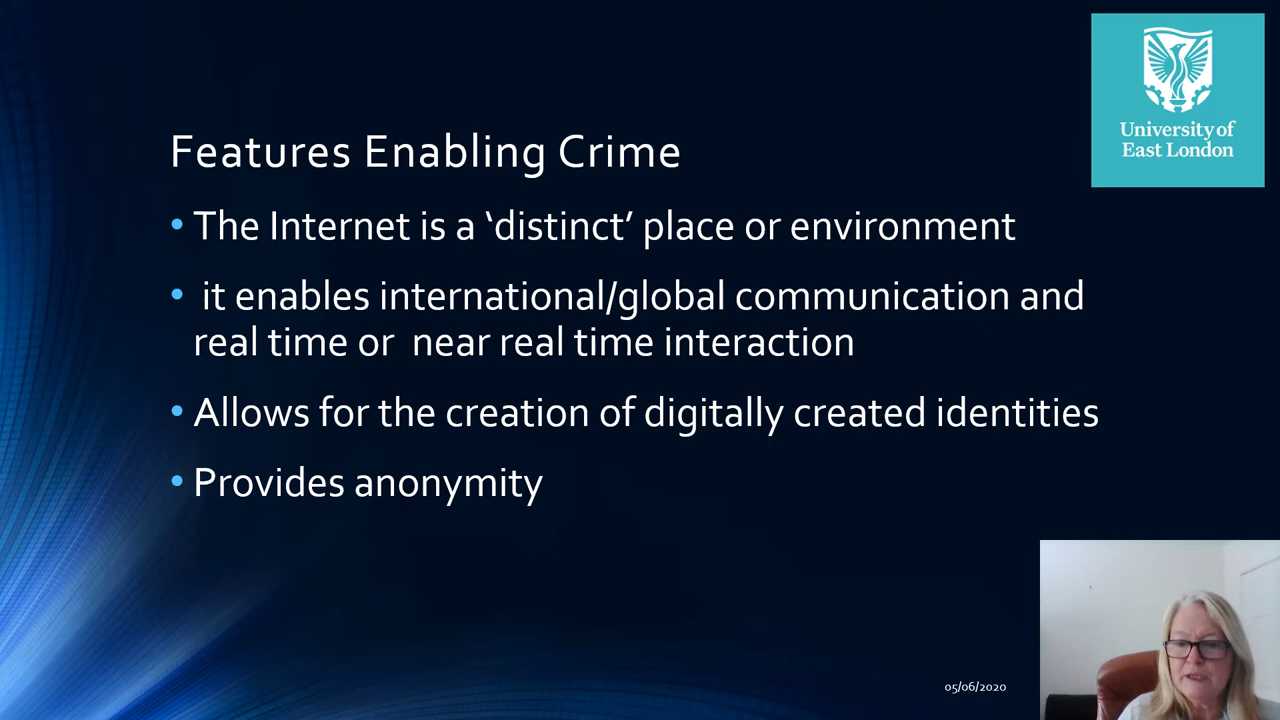 University of
East London
Features Enabling Crime
• The Internet is a ‘distinct’ place or environment
• it enables international/global communication and
real time or near real time interaction
• Allows for the creation of digitally created identities
• Provides anonymity
05/06/2020